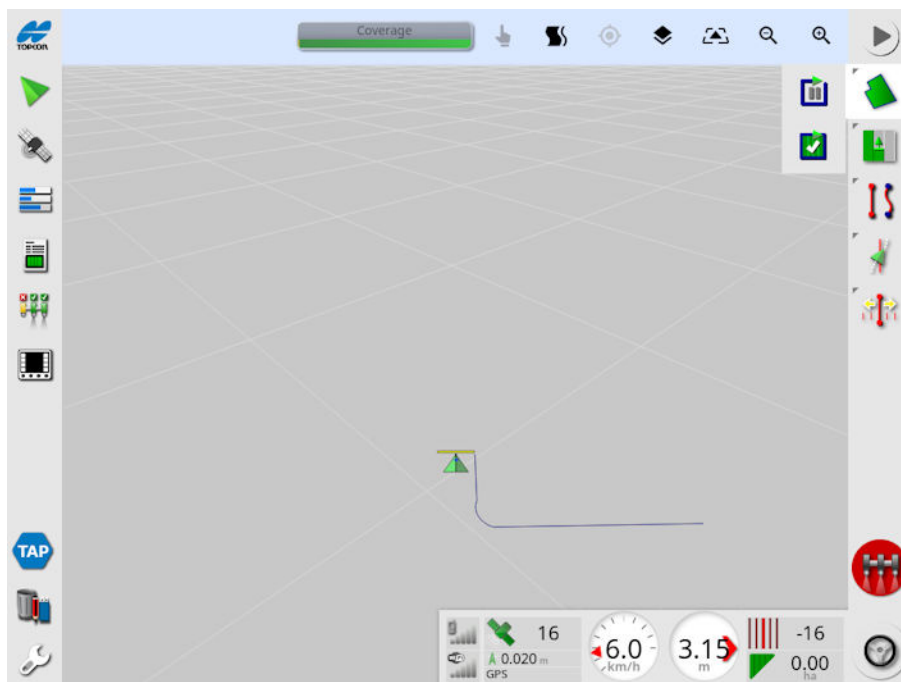 TOPCON
Coverage
TAP
16
A 0.020 m
GPS
6.0
km/h
3.15
m
-16
0.00
ha